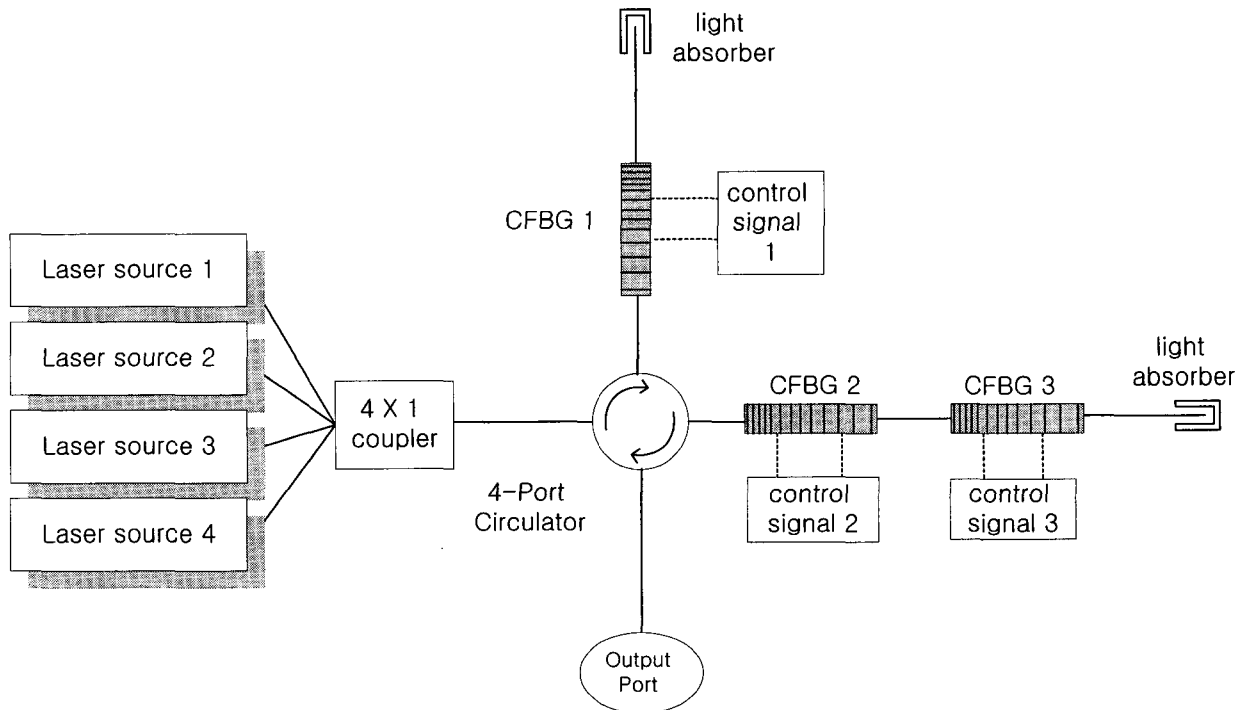 light
absorber
CFBG 1
control
signal
1
Laser source 1
Laser source 2
Laser source 3
Laser source 4
4 X 1
coupler
4-Port
Circulator
CFBG 2
CFBG 3
light
absorber
control
signal 2
control
signal 3
Output
Port